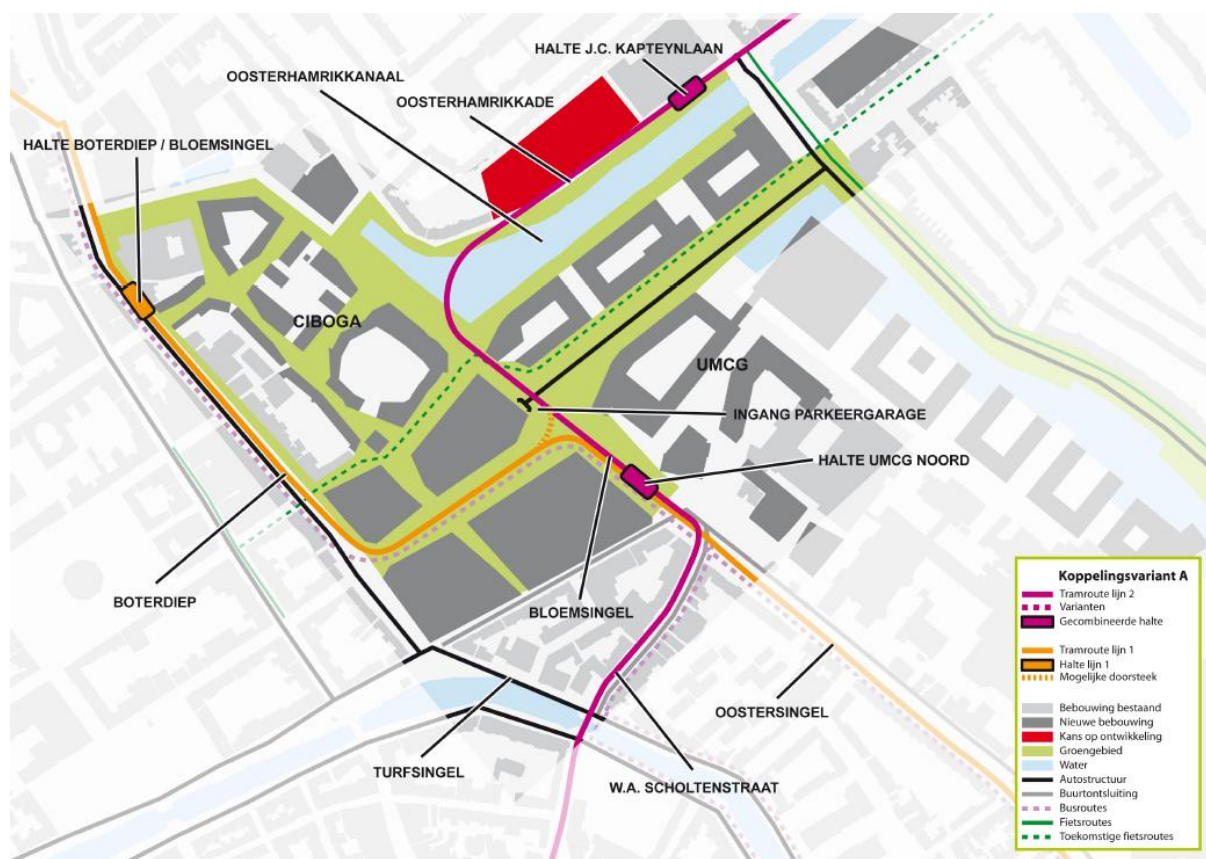 HALTE J.C. KAPTEYNLAAN
OOSTERHAMRIKKANAAL
OOSTERHAMRIKKADE
HALTE BOTERDIEP / BLOEMSINGEL
CIBOGA
UMCG
INGANG PARKEERGARAGE
HALTE UMCG NOORD
BOTERDIEP
BLOEMSINGEL
OOSTERSINGEL
TURFSINGEL
W.A. SCHOLTENSTRAAT
Koppelingsvariant A
Tramroute lijn 2
Varianten
Gecombineerde halte
Tramroute lijn 1
Halte lijn 1
Mogelijke doorsteek
Bebouwing bestaand
Nieuwe bebouwing
Kans op ontwikkeling
Groengebied
Water
Autostructuur
Buurtontsluiting
Busroutes
Fietsroutes
Toekomstige fietsroutes